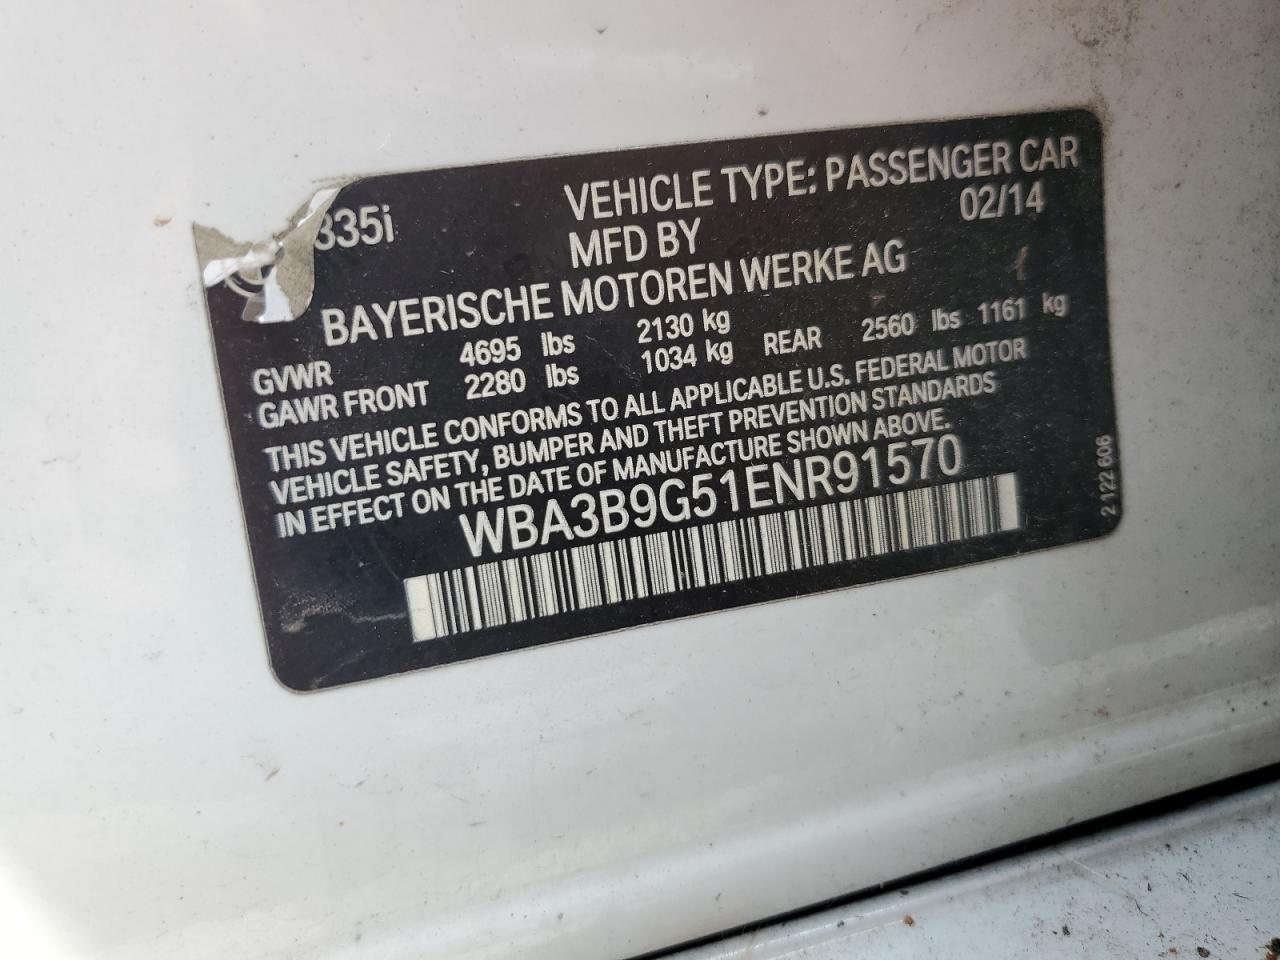 335i
VEHICLE TYPE: PASSENGER CAR
MFD BY
02/14
BAYERISCHE MOTOREN WERKE AG
GVWR 4695 lbs 2130 kg
GAWR FRONT 2280 lbs 1034 kg REAR 2560 lbs 1161 kg
THIS VEHICLE CONFORMS TO ALL APPLICABLE U.S. FEDERAL MOTOR
VEHICLE SAFETY, BUMPER AND THEFT PREVENTION STANDARDS
IN EFFECT ON THE DATE OF MANUFACTURE SHOWN ABOVE.
WBA3B9G51ENR91570
2 122 606